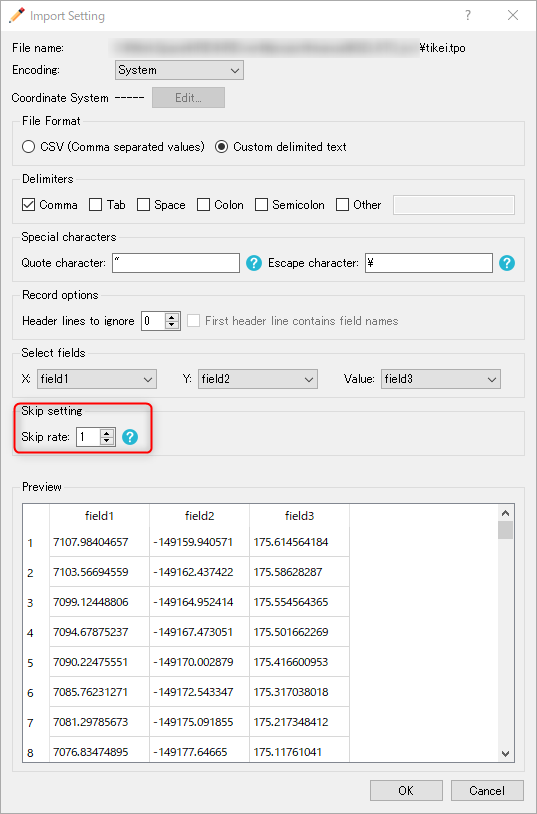 Import Setting ?
File name: ¥tikei.tpo
Encoding: System
Coordinate System ----- Edit...
File Format
CSV (Comma separated values) Custom delimited text
Delimiters
Comma Tab Space Colon Semicolon Other
Special characters
Quote character: " ? Escape character: ¥ ?
Record options
Header lines to ignore 0 First header line contains field names
Select fields
X: field1 Y: field2 Value: field3
Skip setting
Skip rate: 1 ?
Preview
field1 field2 field3
1 7107.98404657 -149159.940571 175.614564184
2 7103.56694559 -149162.437422 175.58628287
3 7099.12448806 -149164.952414 175.554564365
4 7094.67875237 -149167.473051 175.501662269
5 7090.22475551 -149170.002879 175.416600953
6 7085.76231271 -149172.543347 175.317038018
7 7081.29785673 -149175.091855 175.217348412
8 7076.83474895 -149177.64665 175.11761041
OK Cancel